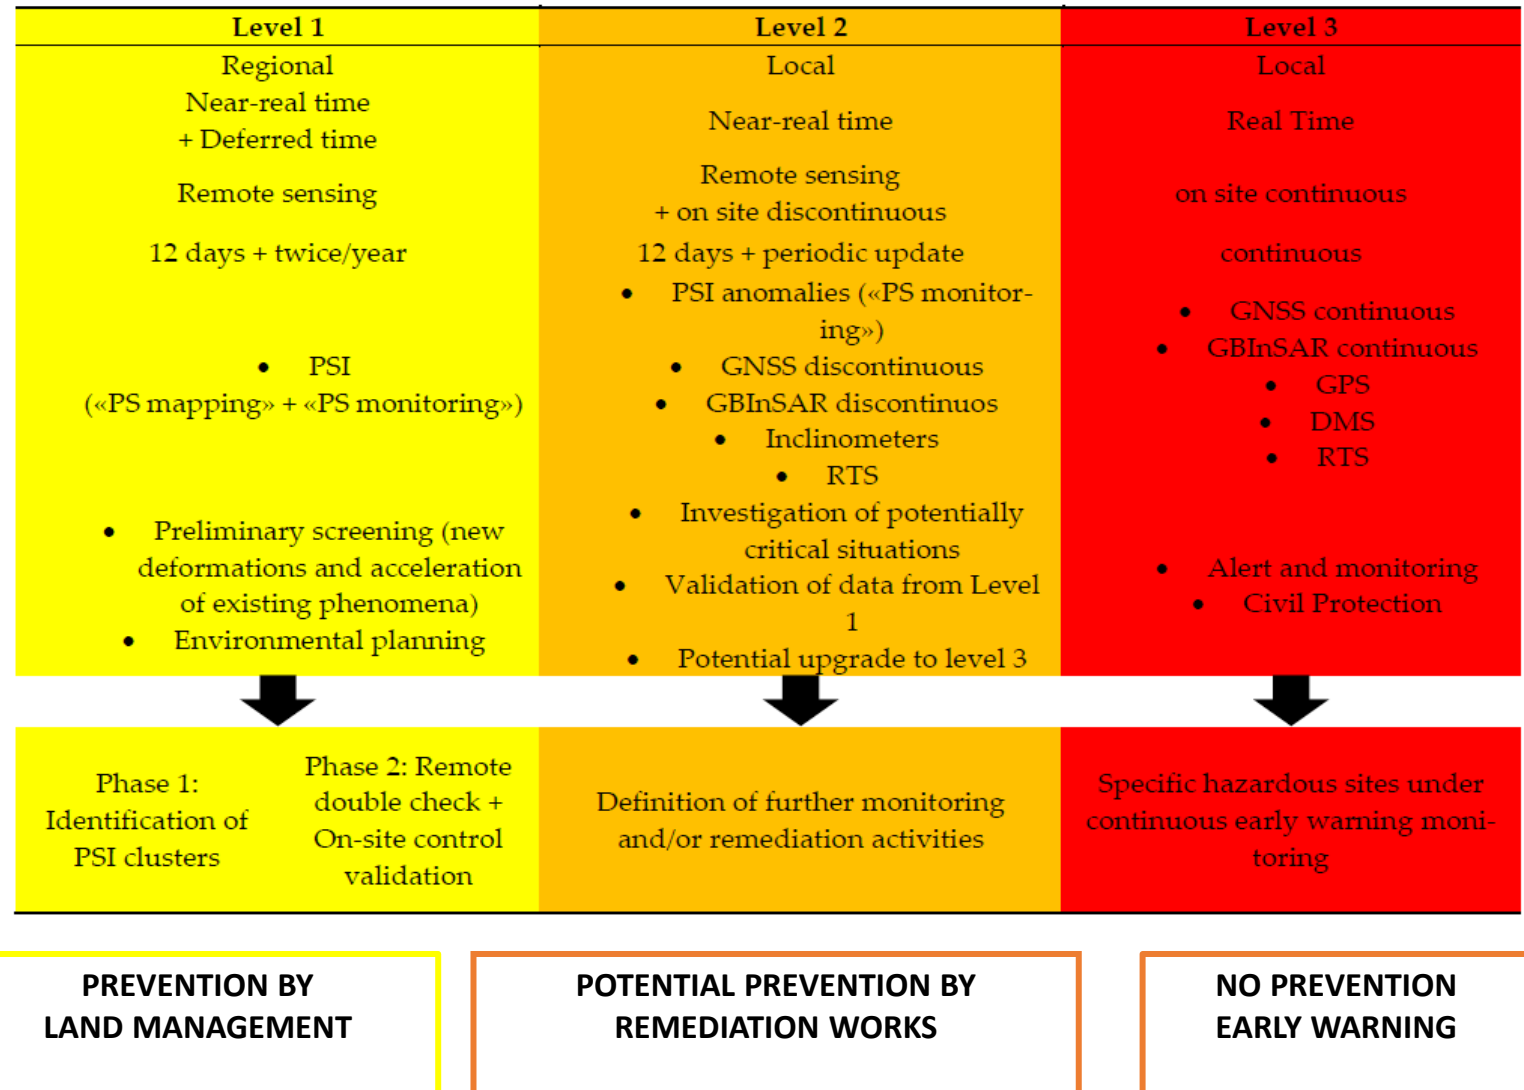 Level 1
Level 2
Level 3
Regional
Local
Local
Near-real time
+ Deferred time
Near-real time
Real Time
Remote sensing
Remote sensing
+ on site discontinuous
on site continuous
12 days + twice/year
12 days + periodic update
continuous
• PSI
(«PS mapping» + «PS monitoring»)
• PSI anomalies («PS monitor-
ing»)
• GNSS discontinuous
• GBInSAR discontinuos
• Inclinometers
• RTS
• GNSS continuous
• GBInSAR continuous
• GPS
• DMS
• RTS
• Preliminary screening (new
deformations and acceleration
of existing phenomena)
• Environmental planning
• Investigation of potentially
critical situations
• Validation of data from Level
1
• Potential upgrade to level 3
• Alert and monitoring
• Civil Protection
Phase 1:
Identification of
PSI clusters
Phase 2: Remote
double check +
On-site control
validation
Definition of further monitoring
and/or remediation activities
Specific hazardous sites under
continuous early warning moni-
toring
PREVENTION BY
LAND MANAGEMENT
POTENTIAL PREVENTION BY
REMEDIATION WORKS
NO PREVENTION
EARLY WARNING